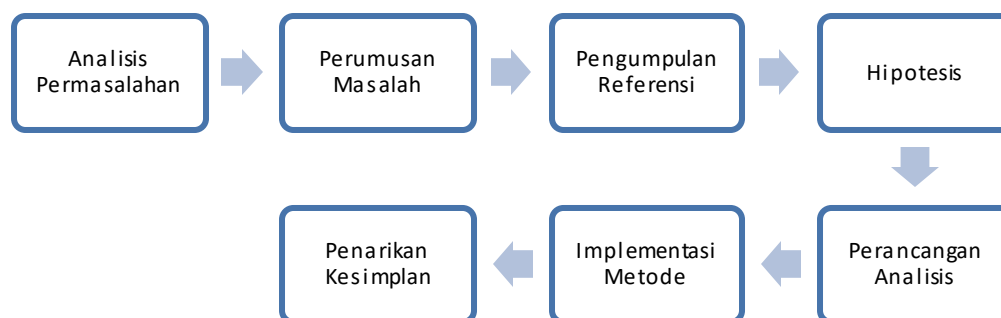 Analisis
Permasalahan
Perumusan
Masalah
Pengumpulan
Referensi
Hipotesis
Perancangan
Analisis
Implementasi
Metode
Penarikan
Kesimplan